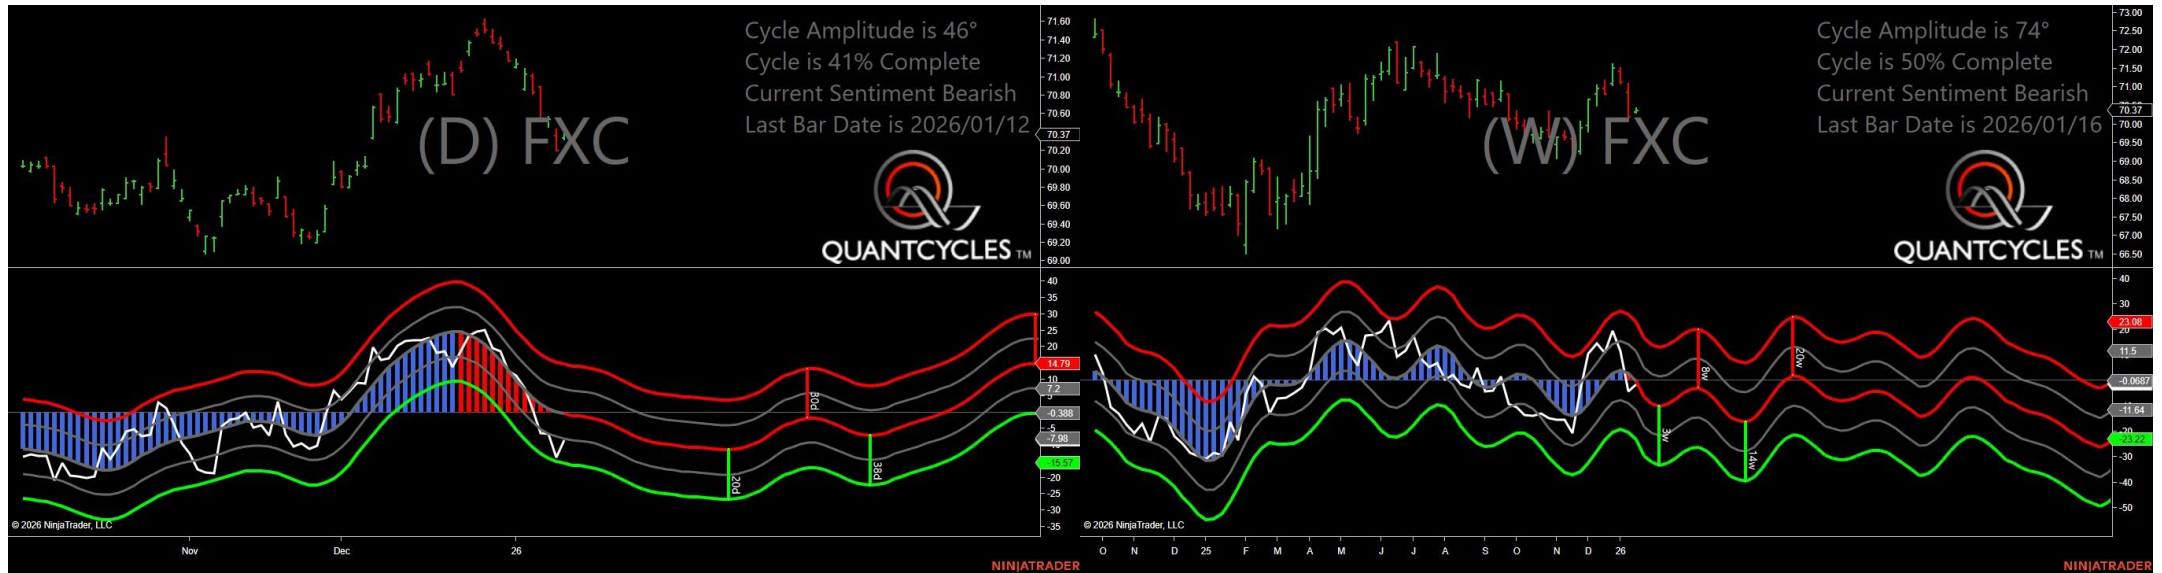 Cycle Amplitude is 46°
Cycle is 41% Complete
Current Sentiment Bearish
Last Bar Date is 2026/01/12
(D) FXC
QUANTCYCLES TM
71.60
71.40
71.20
71.00
70.80
70.60
70.37
70.20
70.00
69.80
69.60
69.40
69.20
69.00
40
35
30
25
20
14.79
10
7.2
-0.388
-5
-7.98
-15.57
-20
-25
-30
-35
20d
30d
38d
© 2026 NinjaTrader, LLC
Nov
Dec
26
NINJATRADER
Cycle Amplitude is 74°
Cycle is 50% Complete
Current Sentiment Bearish
Last Bar Date is 2026/01/16
(W) FXC
QUANTCYCLES TM
73.00
72.50
72.00
71.50
71.00
70.37
70.00
69.50
69.00
68.50
68.00
67.50
67.00
66.50
40
30
23.08
20
11.5
-0.0687
-11.64
-23.22
-30
-40
-50
3w
8w
14w
20w
© 2026 NinjaTrader, LLC
O N D 25 F M A M J J A S O N D 26
NINJATRADER